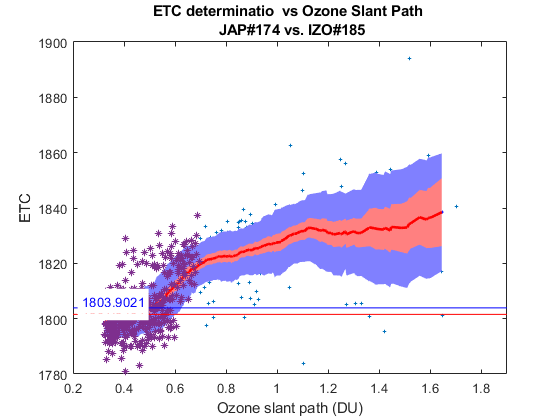 ETC determinatio  vs Ozone Slant Path
JAP#174 vs. IZO#185
1900
1880
1860
1840
1820
1800
1780
ETC
1803.9021
0.2 0.4 0.6 0.8 1 1.2 1.4 1.6 1.8
Ozone slant path (DU)